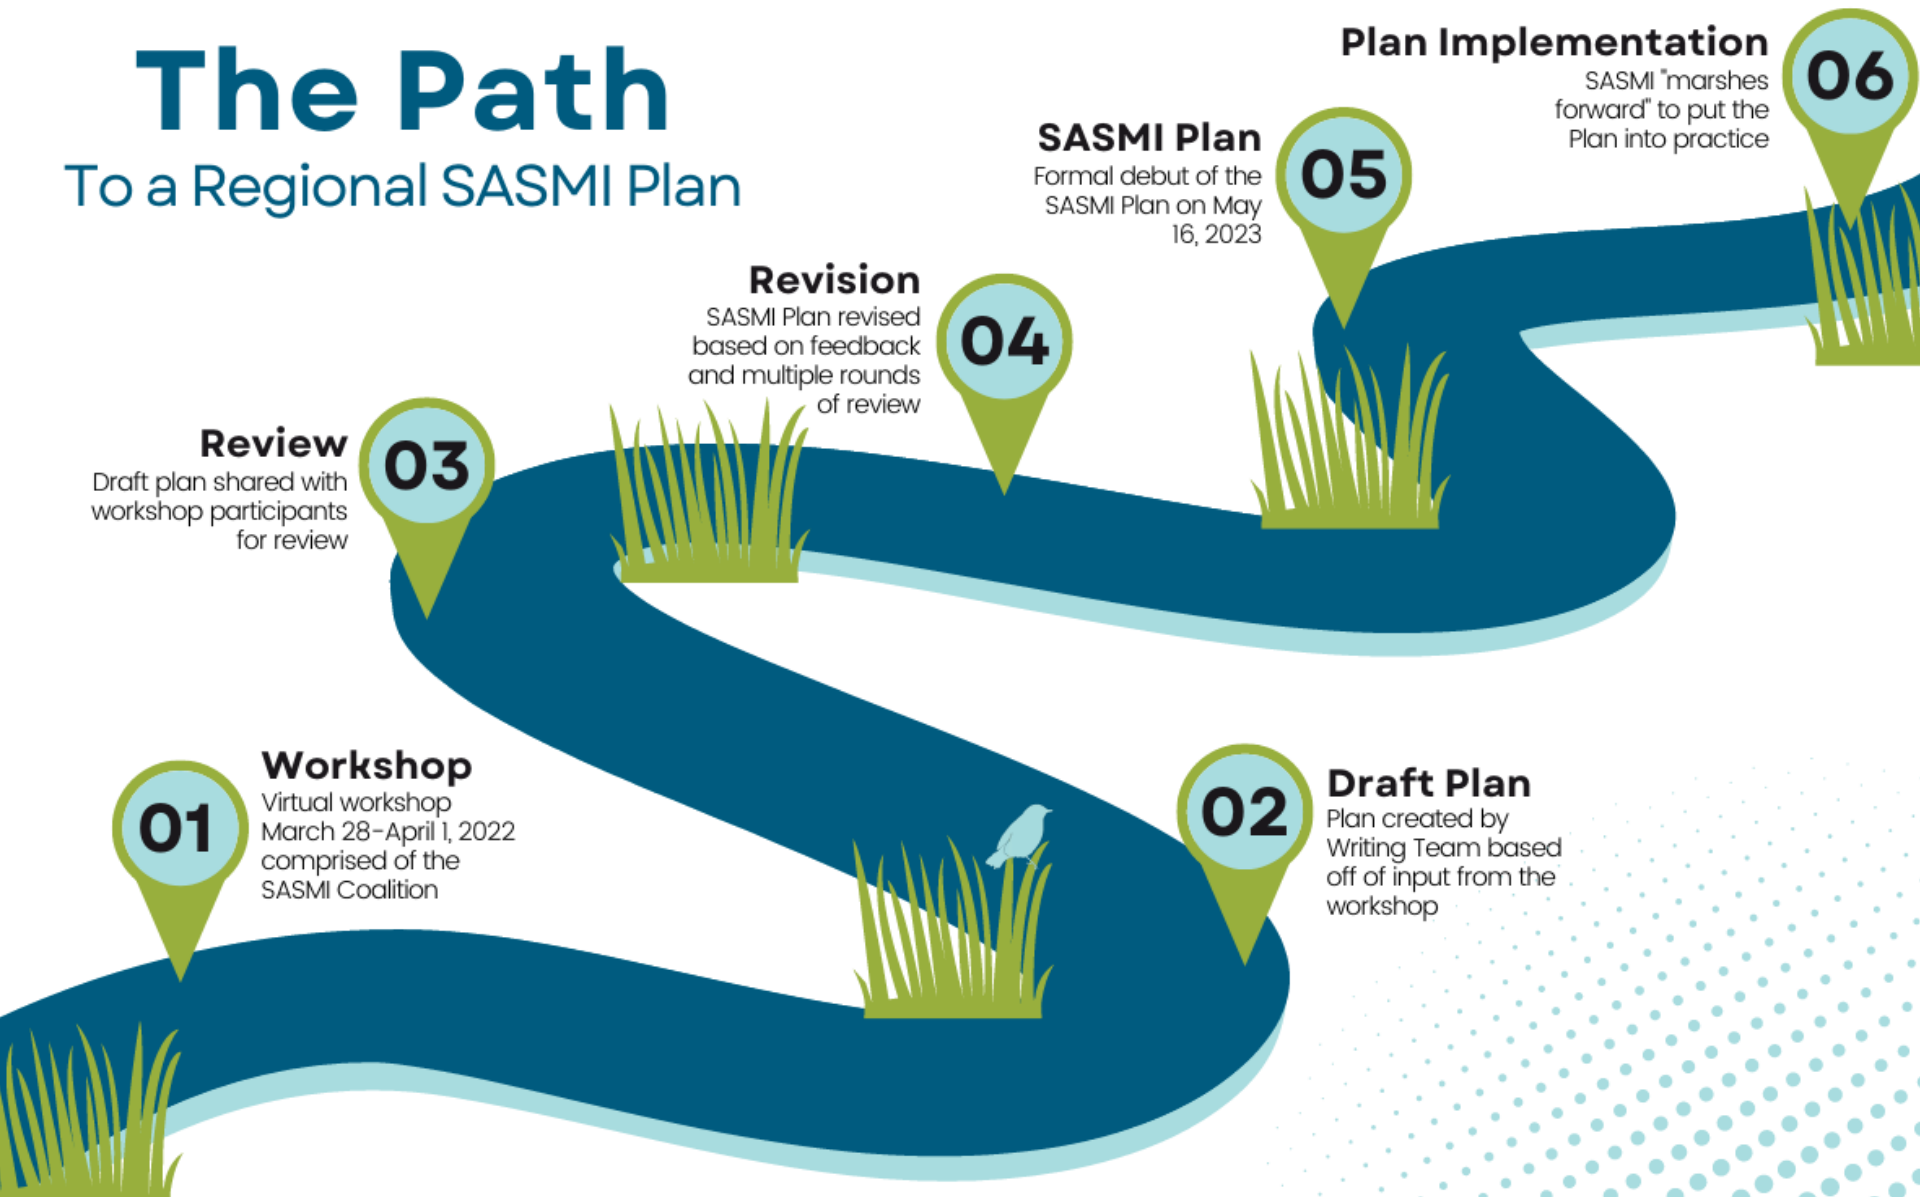 The Path
To a Regional SASMI Plan
01
Workshop
Virtual workshop
March 28-April 1, 2022
comprised of the
SASMI Coalition
02
Draft Plan
Plan created by
Writing Team based
off of input from the
workshop
03
Review
Draft plan shared with
workshop participants
for review
04
Revision
SASMI Plan revised
based on feedback
and multiple rounds
of review
05
SASMI Plan
Formal debut of the
SASMI Plan on May
16, 2023
06
Plan Implementation
SASMI "marshes
forward" to put the
Plan into practice